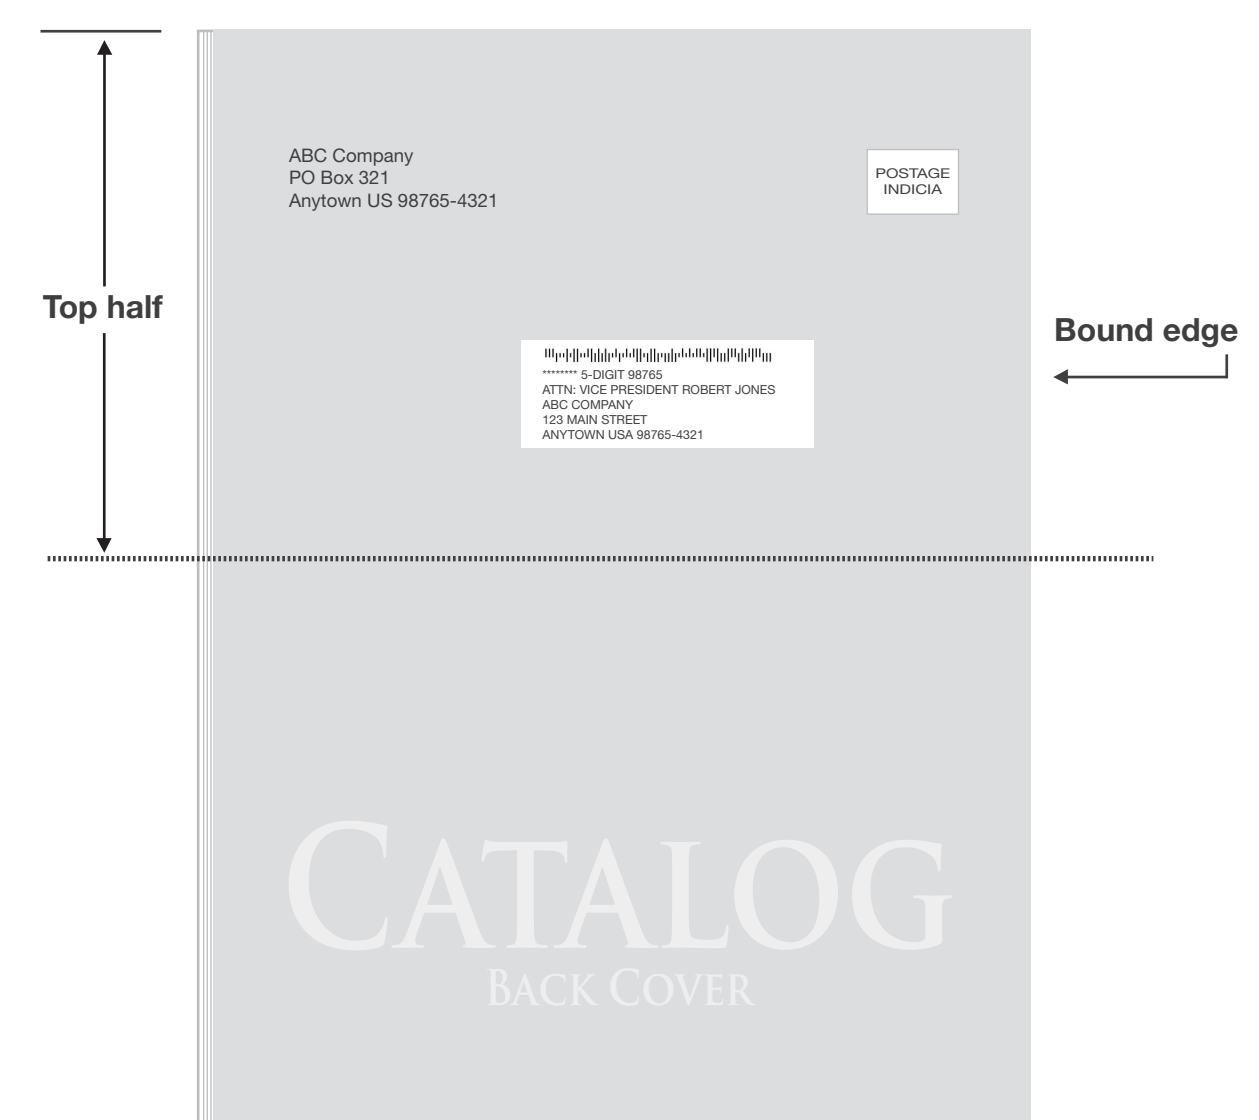 ABC Company
PO Box 321
Anytown US 98765-4321
POSTAGE
INDICIA
Top half
Bound edge
******** 5-DIGIT 98765
ATTN: VICE PRESIDENT ROBERT JONES
ABC COMPANY
123 MAIN STREET
ANYTOWN USA 98765-4321
CATALOG
BACK COVER